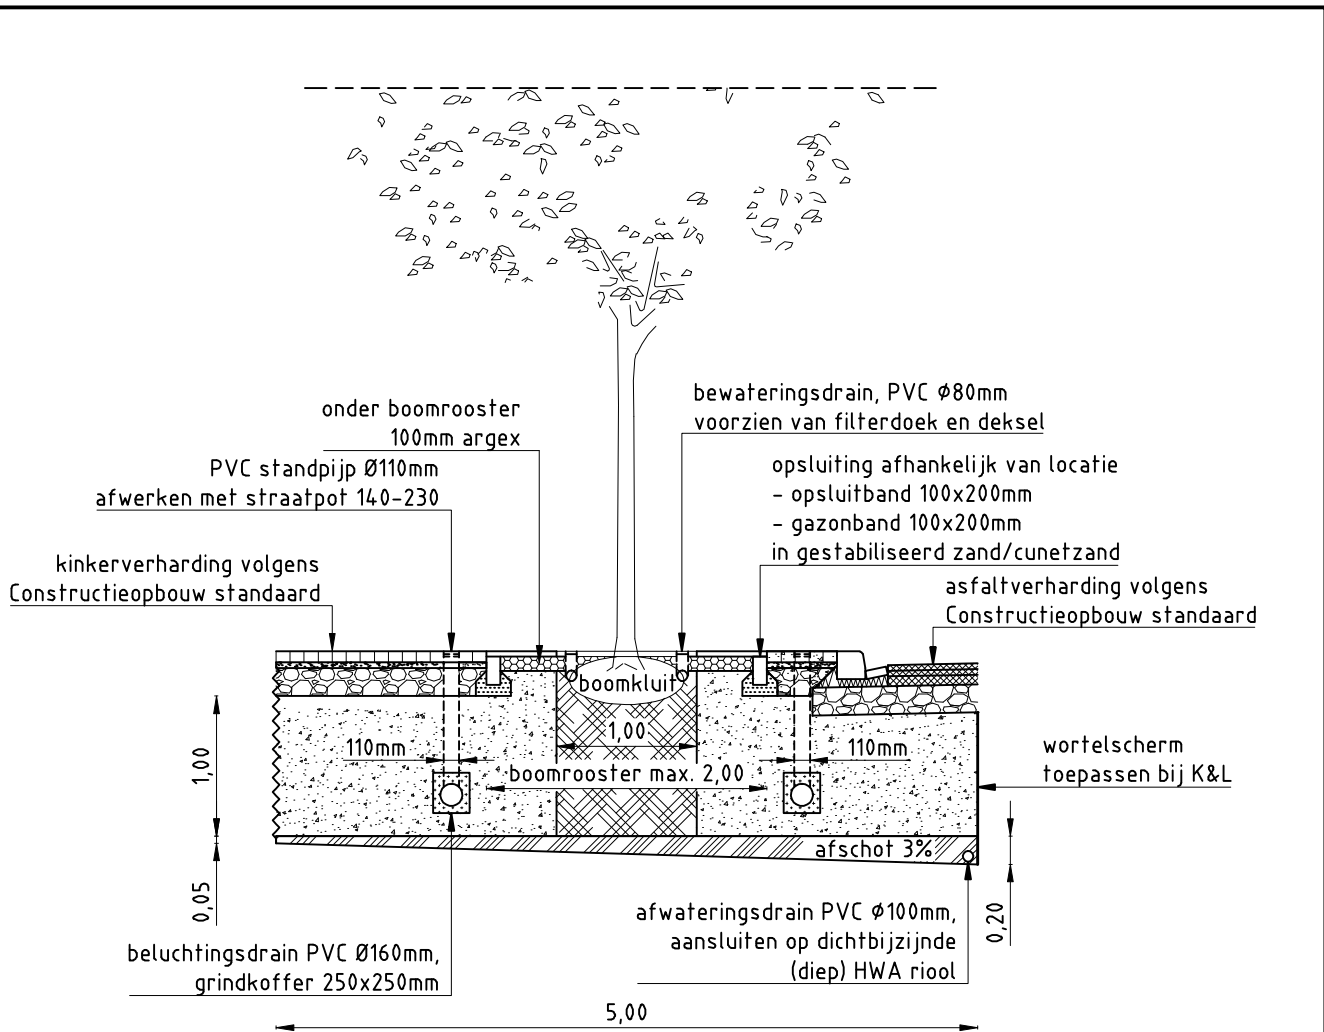 bewateringsdrain, PVC Ø80mm
voorzien van filterdoek en deksel
onder boomrooster
100mm argex
PVC standpijp Ø110mm
afwerken met straatpot 140-230
opsluiting afhankelijk van locatie
- opsluitband 100x200mm
- gazonband 100x200mm
in gestabiliseerd zand/cunetzand
kinkerverharding volgens
Constructieopbouw standaard
asfaltverharding volgens
Constructieopbouw standaard
boomkluit
1,00
1,00
110mm
110mm
boomrooster max. 2,00
wortelscherm
toepassen bij K&L
afschot 3%
0,05
0,20
afwateringsdrain PVC Ø100mm,
aansluiten op dichtbijzijnde
(diep) HWA riool
beluchtingsdrain PVC Ø160mm,
grindkoffer 250x250mm
5,00